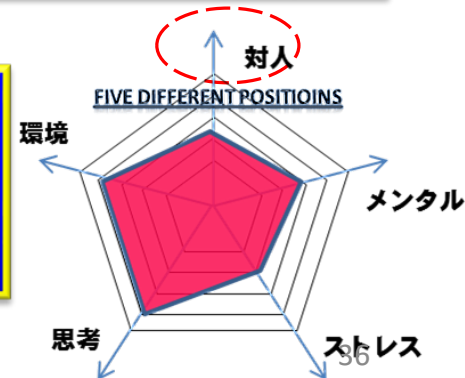 対人
FIVE DIFFERENT POSITIOINS
環境
メンタル
思考
ストレス
36